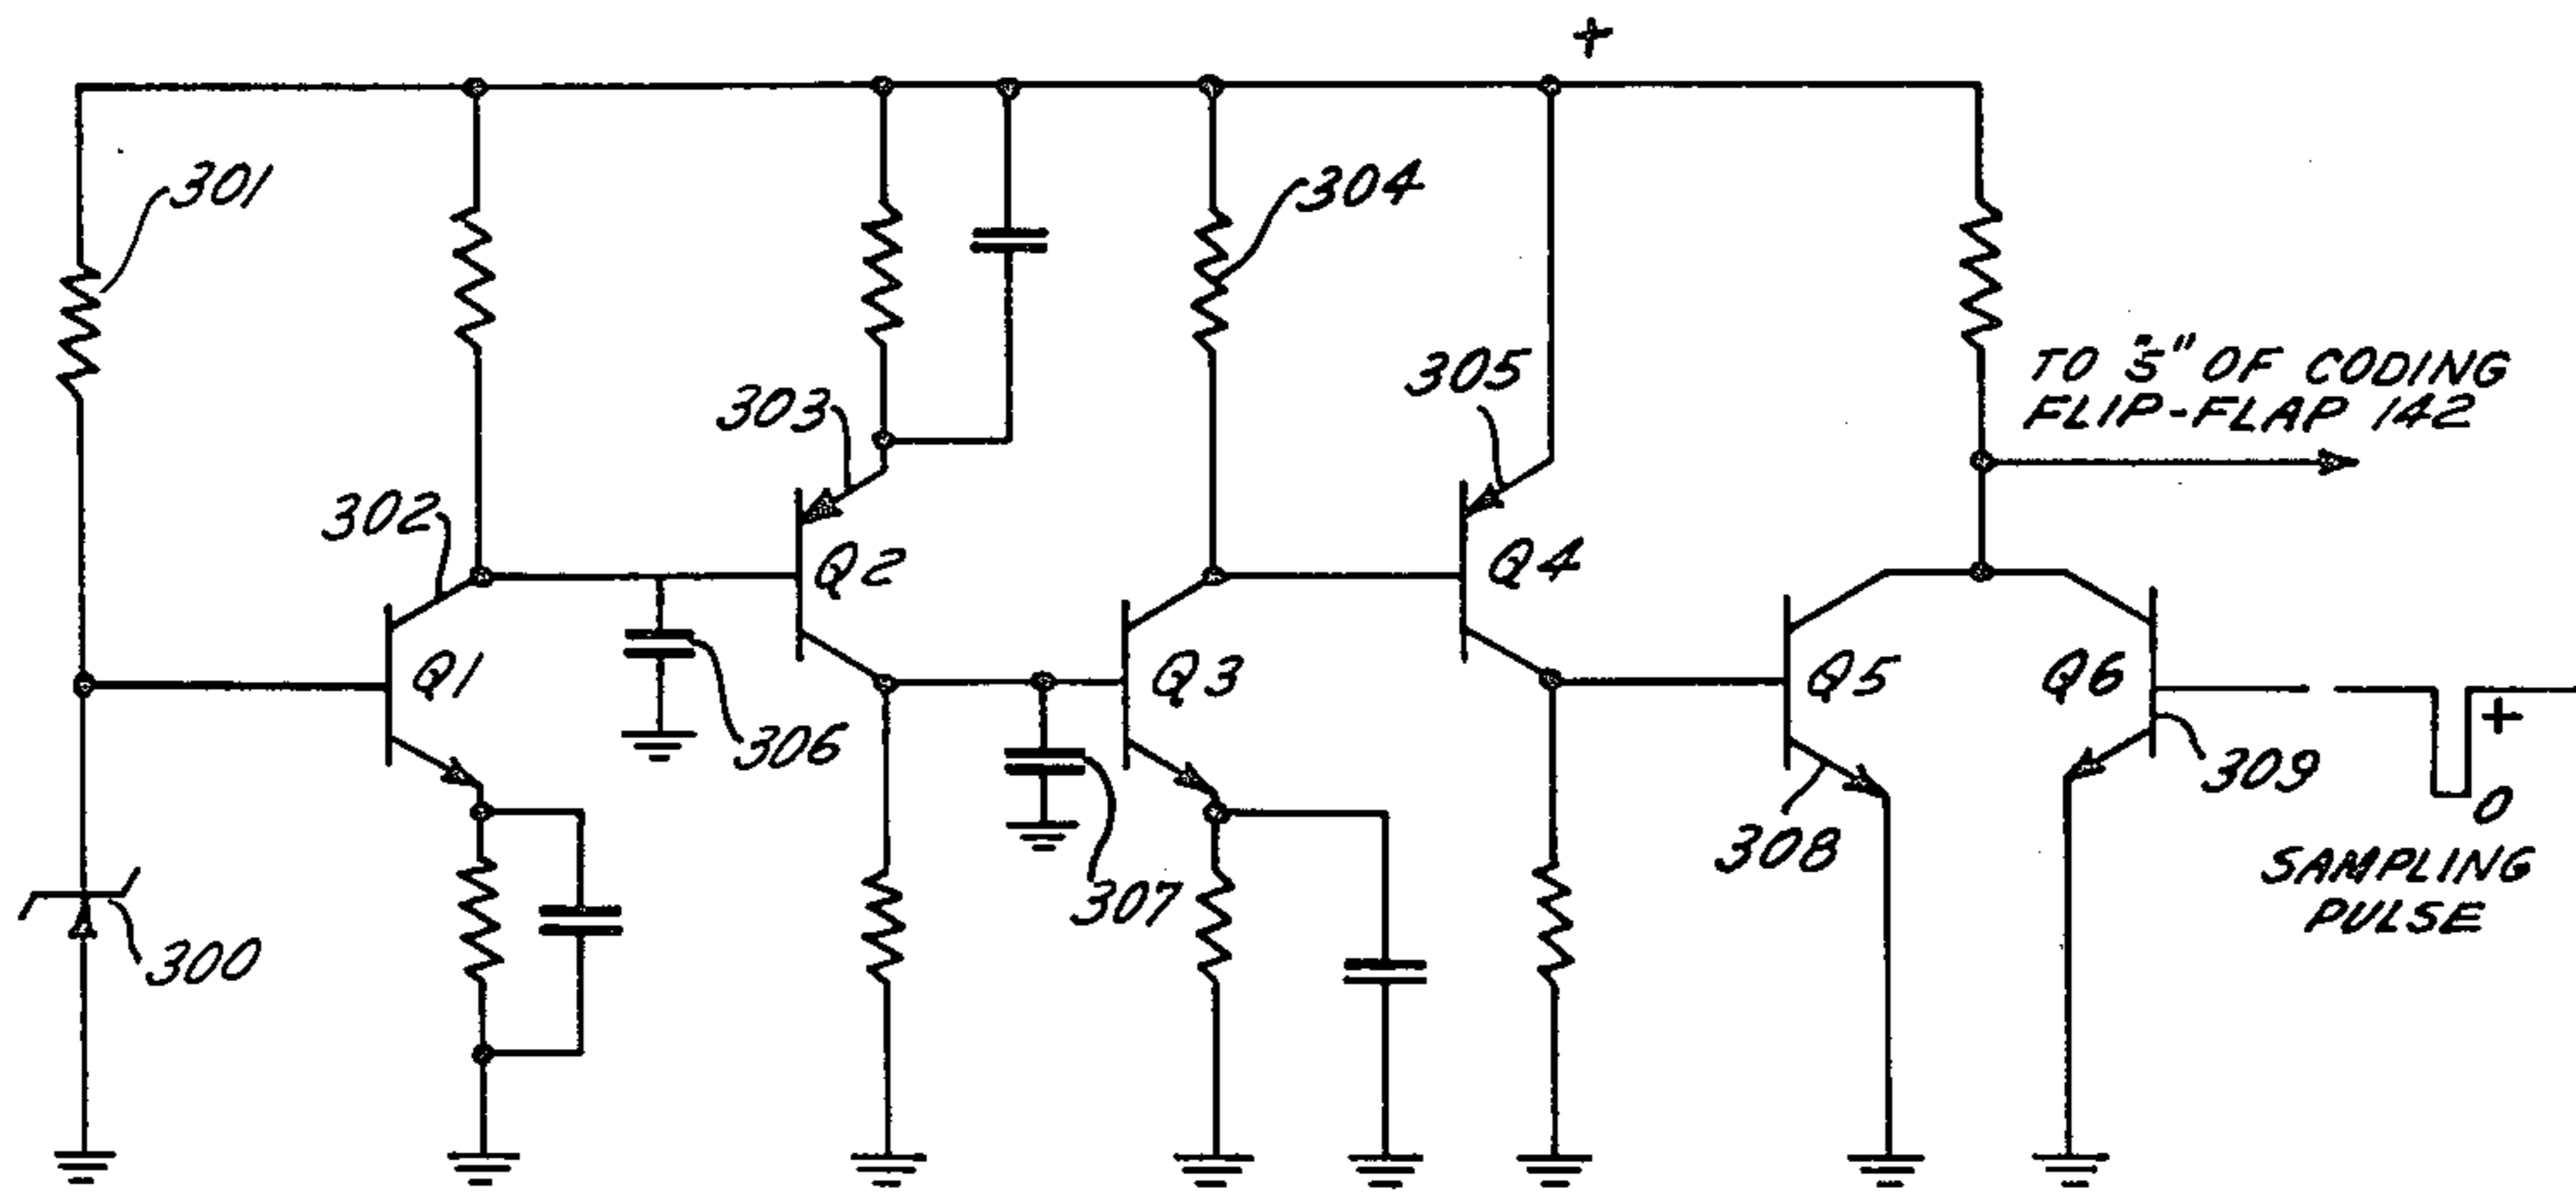 +
301
304
TO "S" OF CODING
FLIP-FLAP 142
305
303
302
Q2
Q4
Q1
Q3
Q5
Q6
+
306
309
0
307
308
SAMPLING
PULSE
300